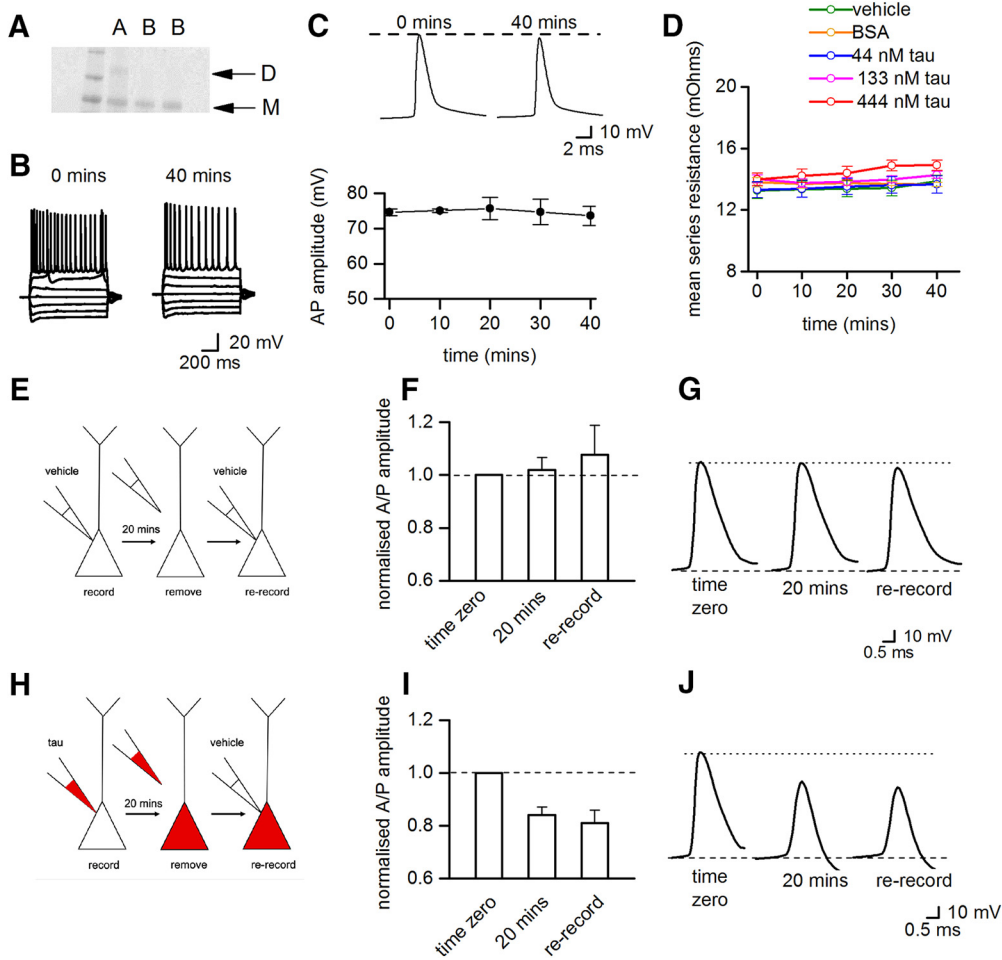 A
A B B
D
M
B
0 mins 40 mins
20 mV
200 ms
C
0 mins 40 mins
10 mV
2 ms
AP amplitude (mV)
80
70
60
50
0 10 20 30 40
time (mins)
D
vehicle
BSA
44 nM tau
133 nM tau
444 nM tau
mean series resistance (mOhms)
20
16
12
8
0 10 20 30 40
time (mins)
E
vehicle vehicle
20 mins
record remove re-record
F
normalised A/P amplitude
1.2
1.0
0.8
0.6
time zero
20 mins
re-record
G
time
zero
20 mins
re-record
10 mV
0.5 ms
H
tau vehicle
20 mins
record remove re-record
I
normalised A/P amplitude
1.2
1.0
0.8
0.6
time zero
20 mins
re-record
J
time
zero
20 mins
re-record
10 mV
0.5 ms